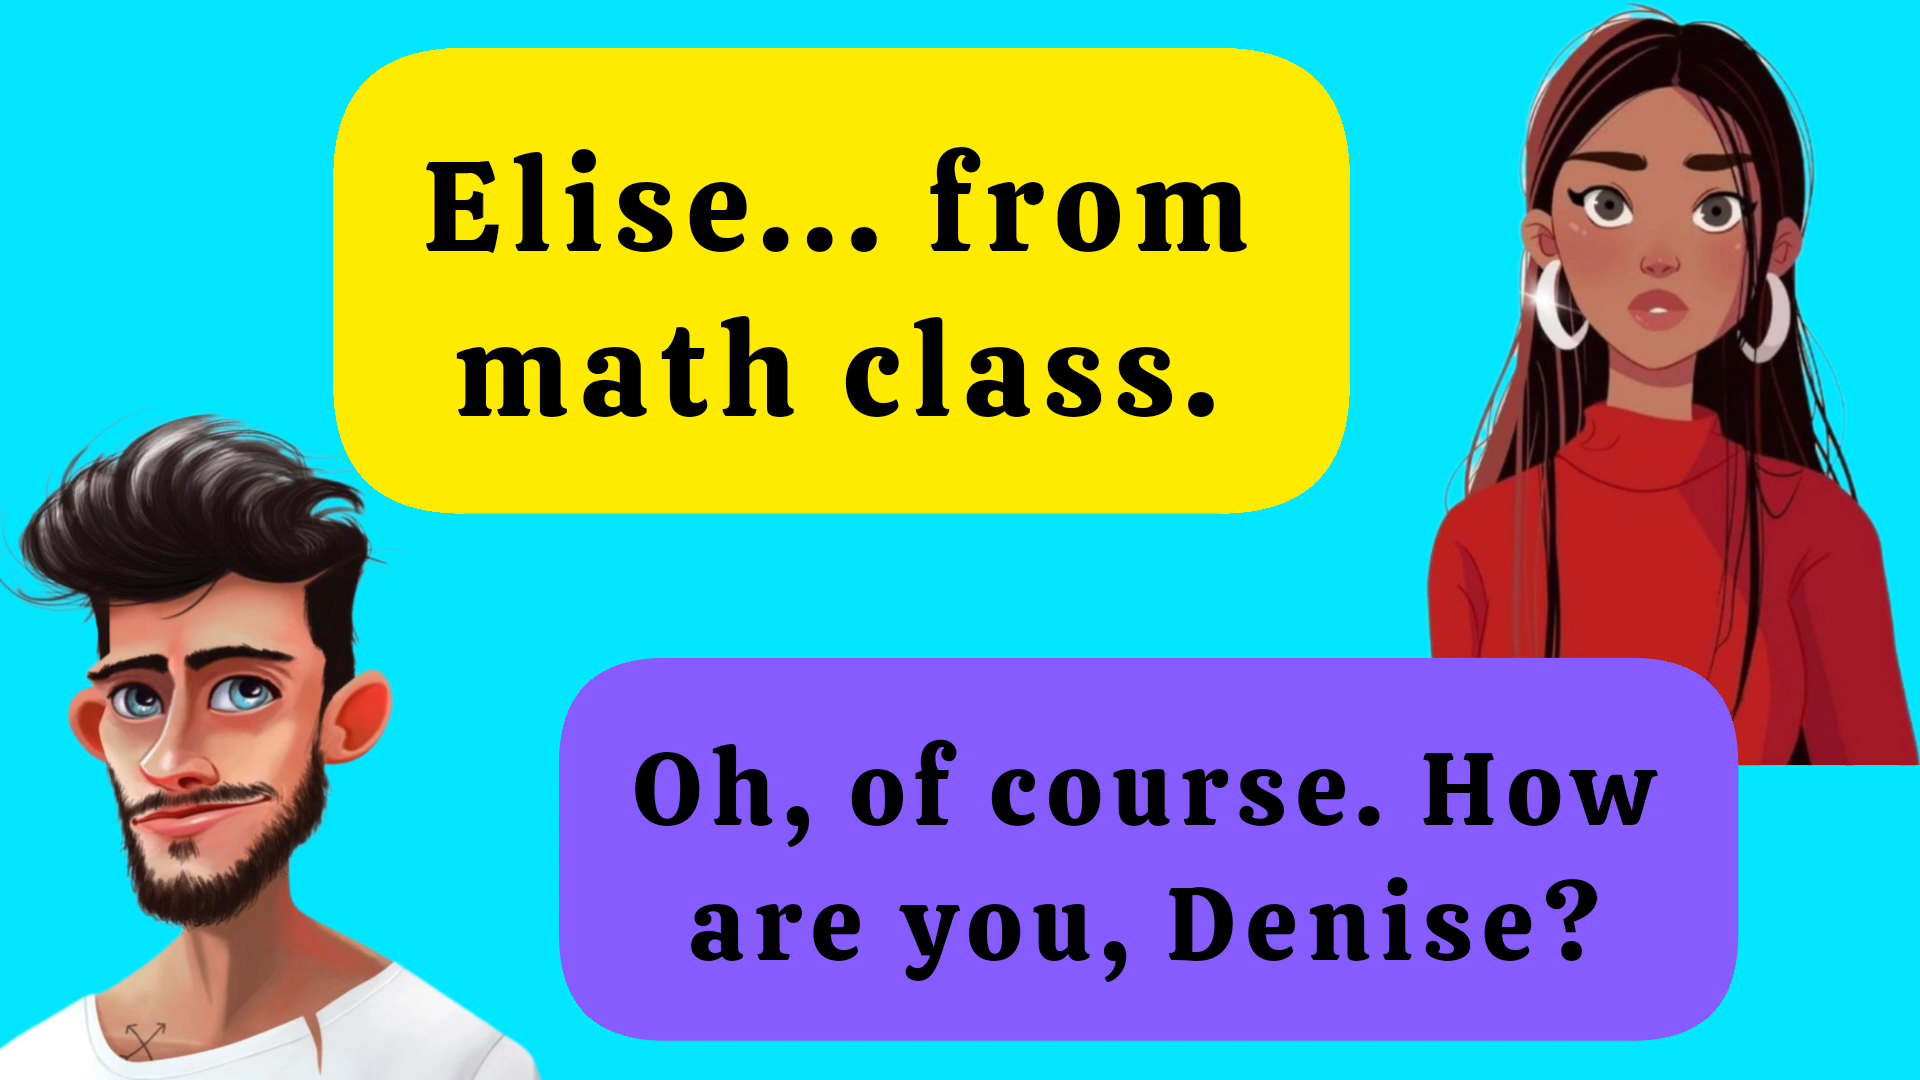 Elise... from
math class.
Oh, of course. How
are you, Denise?